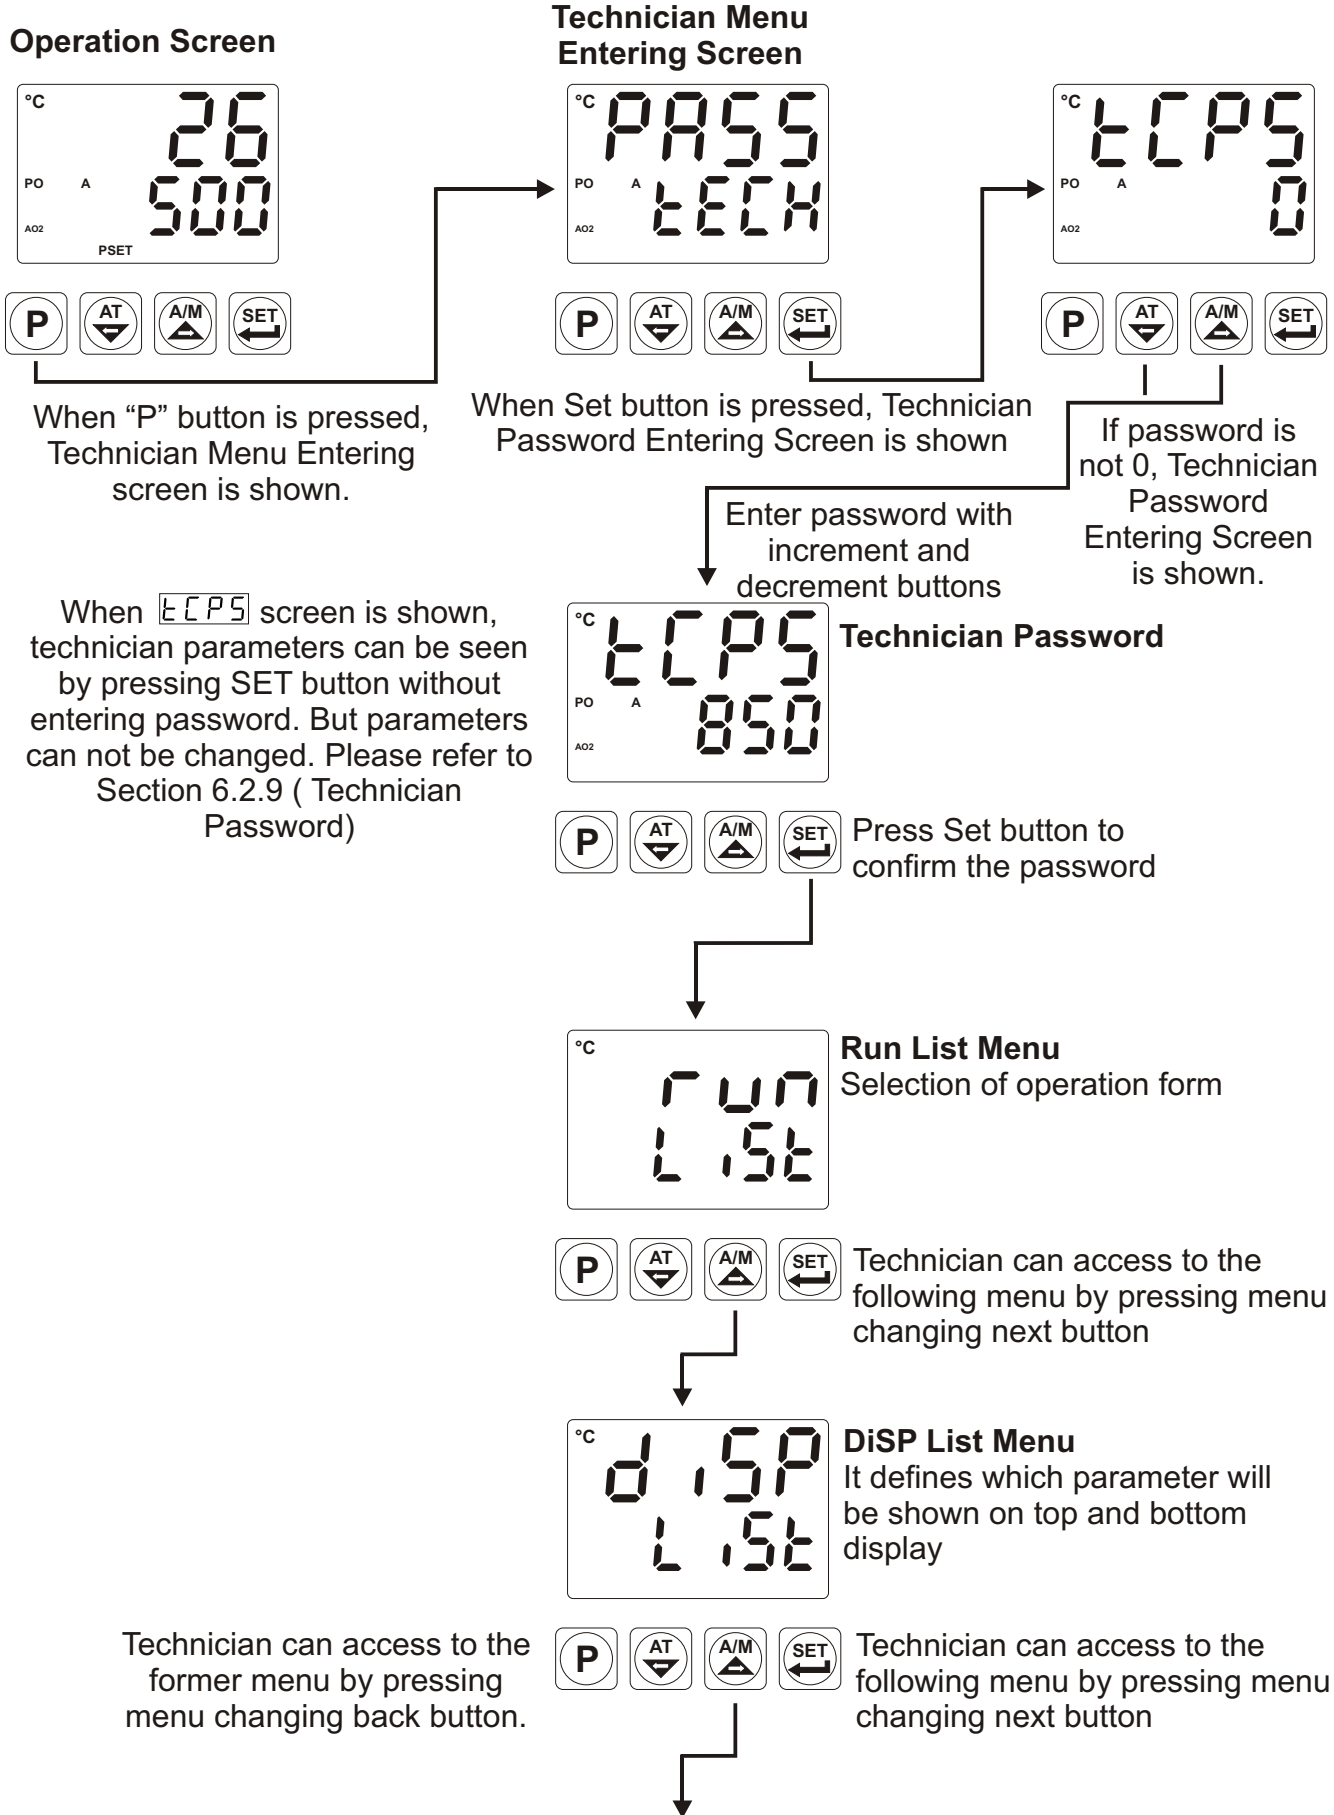 Operation Screen
°C
26
PO A
500
AO2
PSET
P AT A/M SET
When “P” button is pressed,
Technician Menu Entering
screen is shown.
Technician Menu
Entering Screen
°C
PASS
PO A
tECH
AO2
P AT A/M SET
When Set button is pressed, Technician
Password Entering Screen is shown
°C
tCPS
PO A
0
AO2
P AT A/M SET
If password is
not 0, Technician
Password
Entering Screen
is shown.
Enter password with
increment and
decrement buttons
When tCPS screen is shown,
technician parameters can be seen
by pressing SET button without
entering password. But parameters
can not be changed. Please refer to
Section 6.2.9 ( Technician
Password)
°C
tCPS
PO A
850
AO2
Technician Password
P AT A/M SET
Press Set button to
confirm the password
°C
run
LiSt
Run List Menu
Selection of operation form
P AT A/M SET
Technician can access to the
following menu by pressing menu
changing next button
°C
diSP
LiSt
DiSP List Menu
It defines which parameter will
be shown on top and bottom
display
Technician can access to the
former menu by pressing
menu changing back button.
P AT A/M SET
Technician can access to the
following menu by pressing menu
changing next button